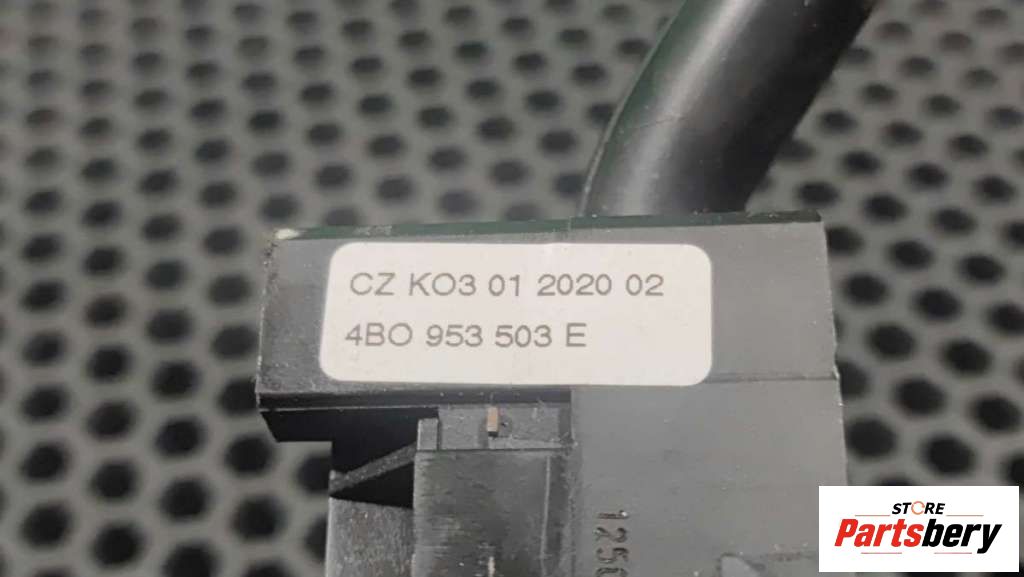 CZ KO3 01 2020 02
4BO 953 503 E
STORE
Partsbery